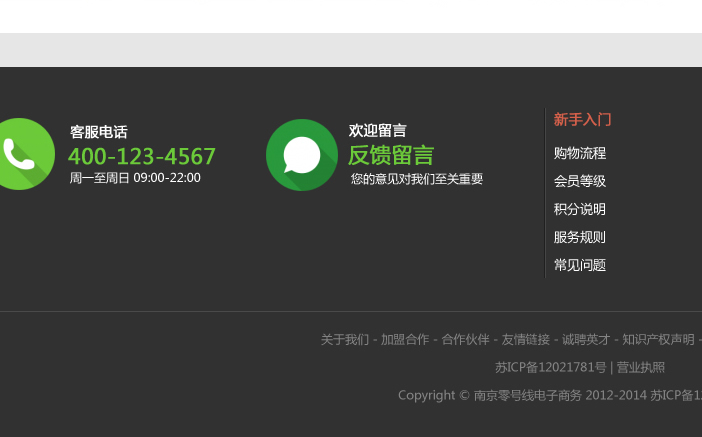 客服电话
400-123-4567
周一至周日 09:00-22:00
欢迎留言
反馈留言
您的意见对我们至关重要
新手入门
购物流程
会员等级
积分说明
服务规则
常见问题
关于我们 - 加盟合作 - 合作伙伴 - 友情链接 - 诚聘英才 - 知识产权声明 -
苏ICP备12021781号 | 营业执照
Copyright © 南京零号线电子商务 2012-2014 苏ICP备1